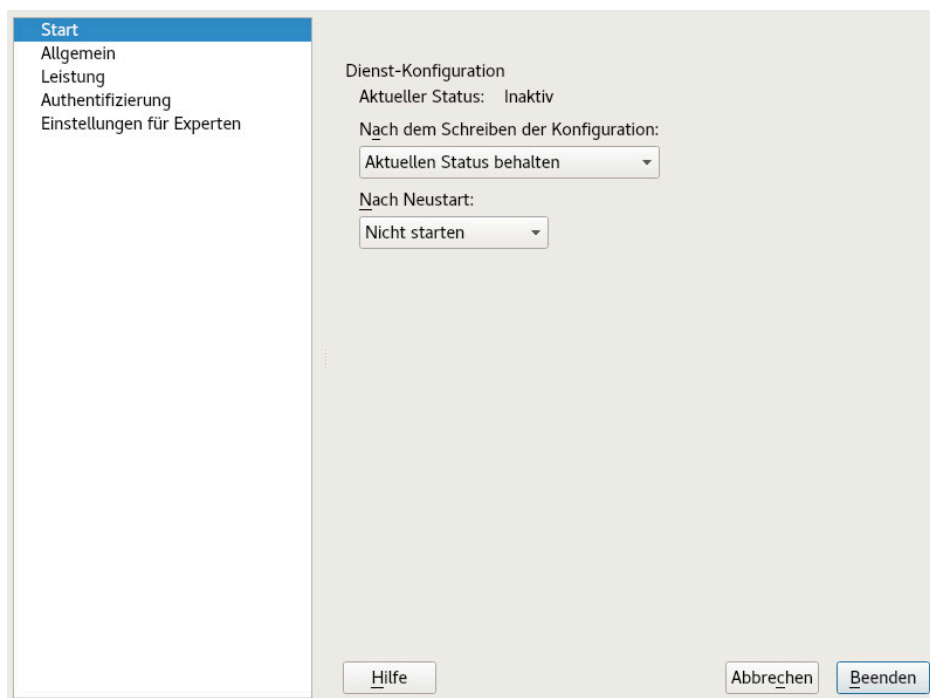 Start
Allgemein
Leistung
Authentifizierung
Einstellungen für Experten
Dienst-Konfiguration
Aktueller Status: Inaktiv
Nach dem Schreiben der Konfiguration:
Aktuellen Status behalten
Nach Neustart:
Nicht starten
Hilfe
Abbrechen
Beenden